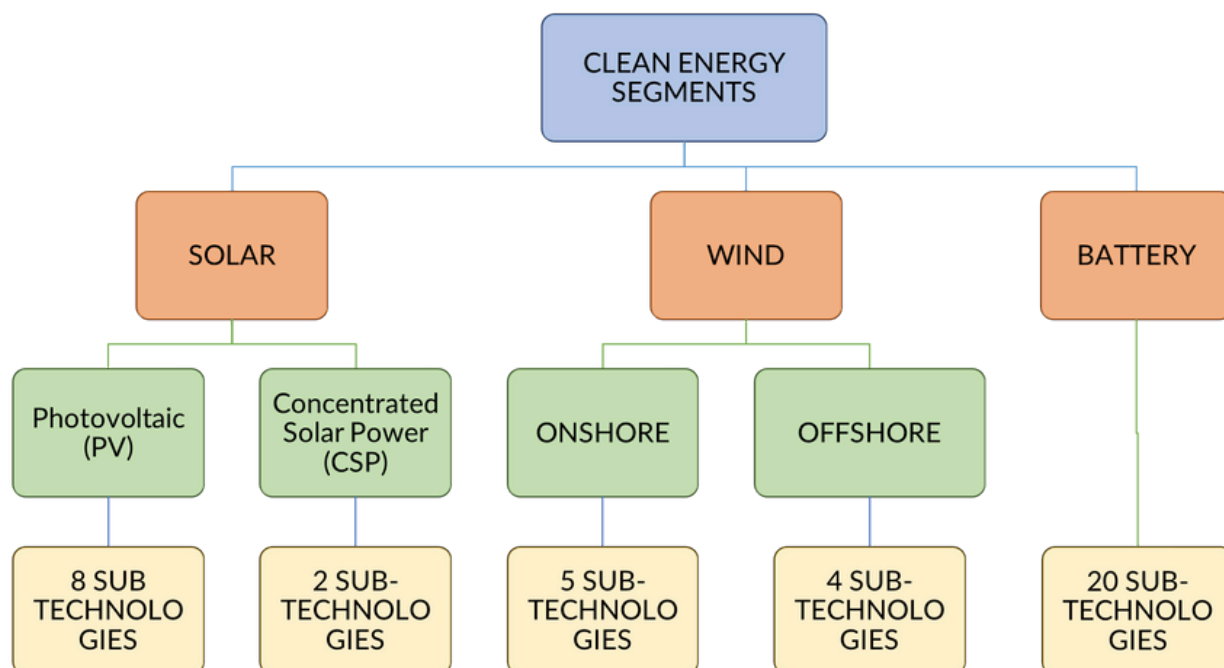 CLEAN ENERGY
SEGMENTS
SOLAR
WIND
BATTERY
Photovoltaic
(PV)
Concentrated
Solar Power
(CSP)
ONSHORE
OFFSHORE
8 SUB
TECHNOLO
GIES
2 SUB-
TECHNOLO
GIES
5 SUB-
TECHNOLO
GIES
4 SUB-
TECHNOLO
GIES
20 SUB-
TECHNOLO
GIES